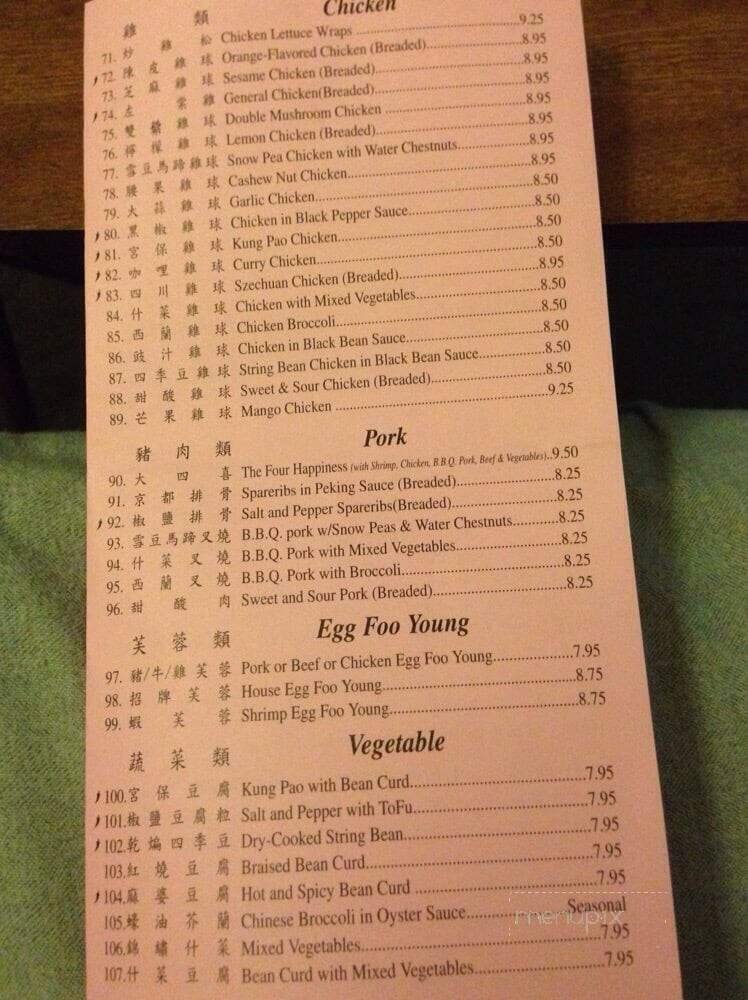 雞 類 Chicken
71. 炒 雞 松 Chicken Lettuce Wraps ........9.25
72. 陳 皮 雞 球 Orange-Flavored Chicken (Breaded)........8.95
73. 芝 麻 雞 球 Sesame Chicken (Breaded)........8.95
74. 左 棠 雞 General Chicken(Breaded)........8.95
75. 雙 菇 雞 球 Double Mushroom Chicken ........8.95
76. 檸 檬 雞 球 Lemon Chicken (Breaded)........8.95
77. 雪豆馬蹄雞球 Snow Pea Chicken with Water Chestnuts........8.95
78. 腰 果 雞 球 Cashew Nut Chicken........8.95
79. 大 蒜 雞 球 Garlic Chicken........8.50
80. 黑 椒 雞 球 Chicken in Black Pepper Sauce........8.50
81. 宮 保 雞 球 Kung Pao Chicken........8.50
82. 咖 哩 雞 球 Curry Chicken........8.50
83. 四 川 雞 球 Szechuan Chicken (Breaded)........8.95
84. 什 菜 雞 球 Chicken with Mixed Vegetables........8.50
85. 西 蘭 雞 球 Chicken Broccoli........8.50
86. 豉 汁 雞 球 Chicken in Black Bean Sauce........8.50
87. 四季豆雞球 String Bean Chicken in Black Bean Sauce........8.50
88. 甜 酸 雞 球 Sweet & Sour Chicken (Breaded)........8.50
89. 芒 果 雞 球 Mango Chicken ........9.25
豬 肉 類 Pork
90. 大 四 喜 The Four Happiness (with Shrimp, Chicken, B.B.Q. Pork, Beef & Vegetables)..9.50
91. 京 都 排 骨 Spareribs in Peking Sauce (Breaded)........8.25
92. 椒 鹽 排 骨 Salt and Pepper Spareribs(Breaded)........8.25
93. 雪豆馬蹄叉燒 B.B.Q. pork w/Snow Peas & Water Chestnuts........8.25
94. 什 菜 叉 燒 B.B.Q. Pork with Mixed Vegetables........8.25
95. 西 蘭 叉 燒 B.B.Q. Pork with Broccoli........8.25
96. 甜 酸 肉 Sweet and Sour Pork (Breaded)........8.25
芙 蓉 類 Egg Foo Young
97. 豬/牛/雞 芙 蓉 Pork or Beef or Chicken Egg Foo Young........7.95
98. 招 牌 芙 蓉 House Egg Foo Young........8.75
99. 蝦 芙 蓉 Shrimp Egg Foo Young........8.75
蔬 菜 類 Vegetable
100. 宮 保 豆 腐 Kung Pao with Bean Curd........7.95
101. 椒鹽豆腐粒 Salt and Pepper with ToFu........7.95
102. 乾煸四季豆 Dry-Cooked String Bean........7.95
103. 紅 燒 豆 腐 Braised Bean Curd........7.95
104. 麻 婆 豆 腐 Hot and Spicy Bean Curd ........7.95
105. 蠔 油 芥 蘭 Chinese Broccoli in Oyster Sauce........Seasonal
106. 錦 繡 什 菜 Mixed Vegetables........7.95
107. 什 菜 豆 腐 Bean Curd with Mixed Vegetables........7.95
menupix